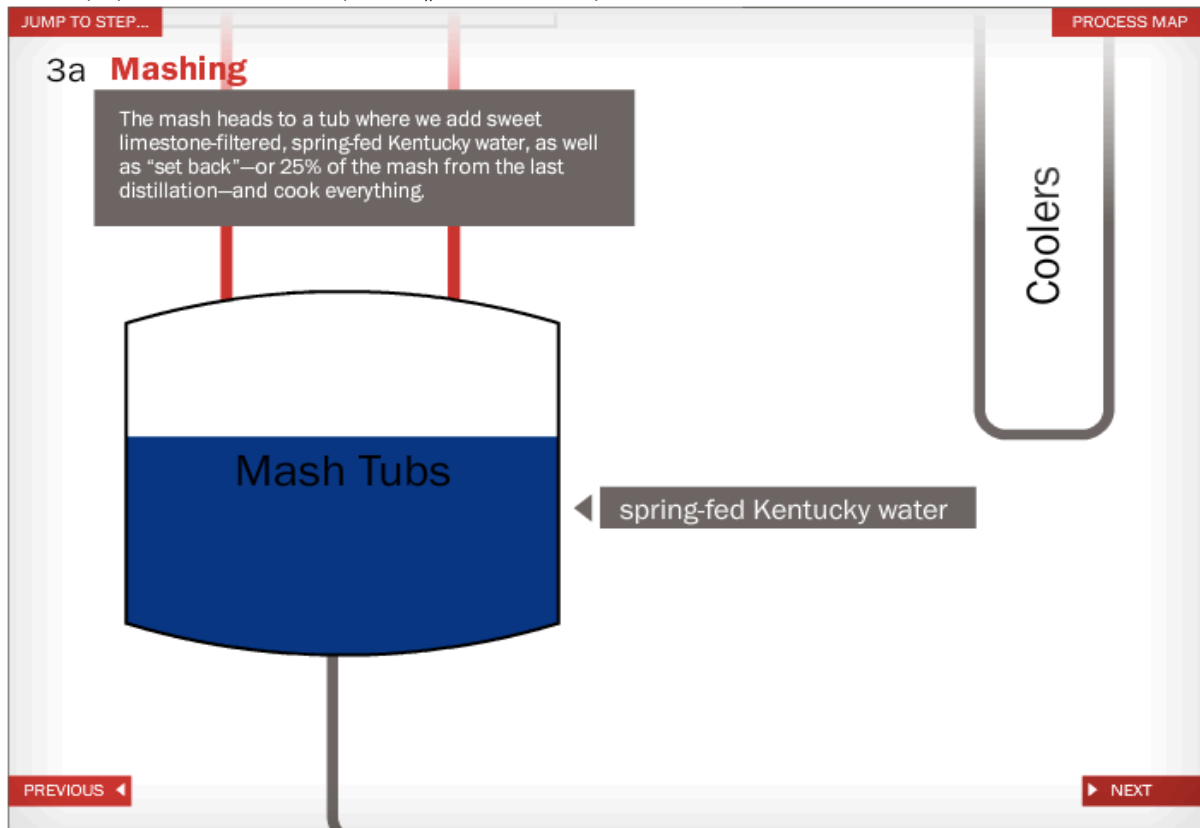 JUMP TO STEP...
PROCESS MAP
3a Mashing
The mash heads to a tub where we add sweet
limestone-filtered, spring-fed Kentucky water, as well
as “set back”—or 25% of the mash from the last
distillation—and cook everything.
Coolers
Mash Tubs
spring-fed Kentucky water
PREVIOUS
NEXT